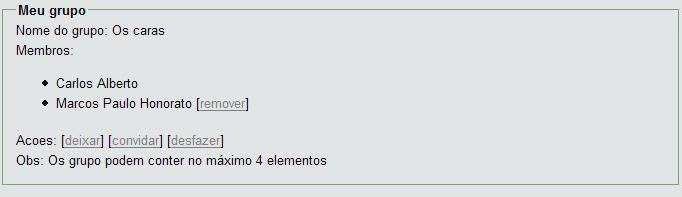 Meu grupo
Nome do grupo: Os caras
Membros:
Carlos Alberto
Marcos Paulo Honorato [remover]
Acoes: [deixar] [convidar] [desfazer]
Obs: Os grupo podem conter no máximo 4 elementos